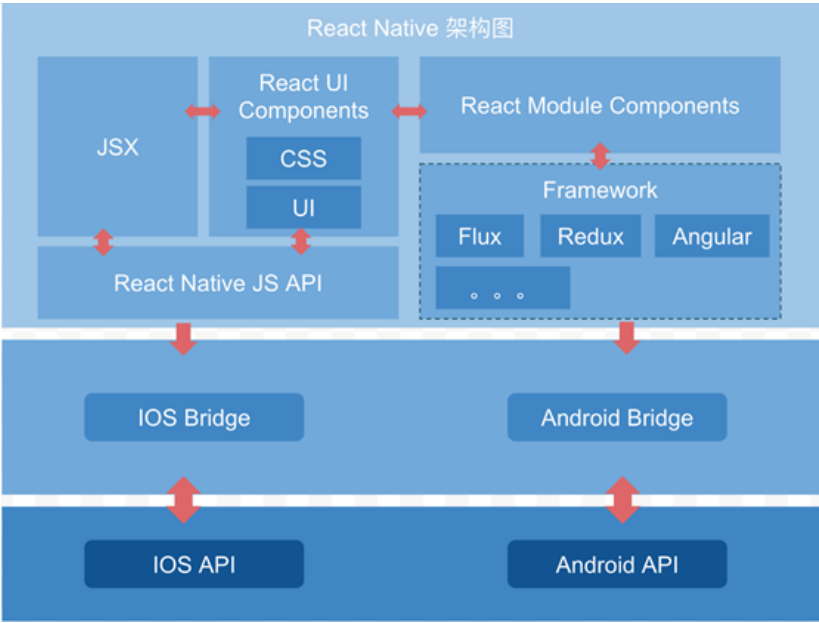 React Native 架构图
JSX
React UI
Components
CSS
UI
React Module Components
Framework
Flux
Redux
Angular
。。。
React Native JS API
IOS Bridge
Android Bridge
IOS API
Android API